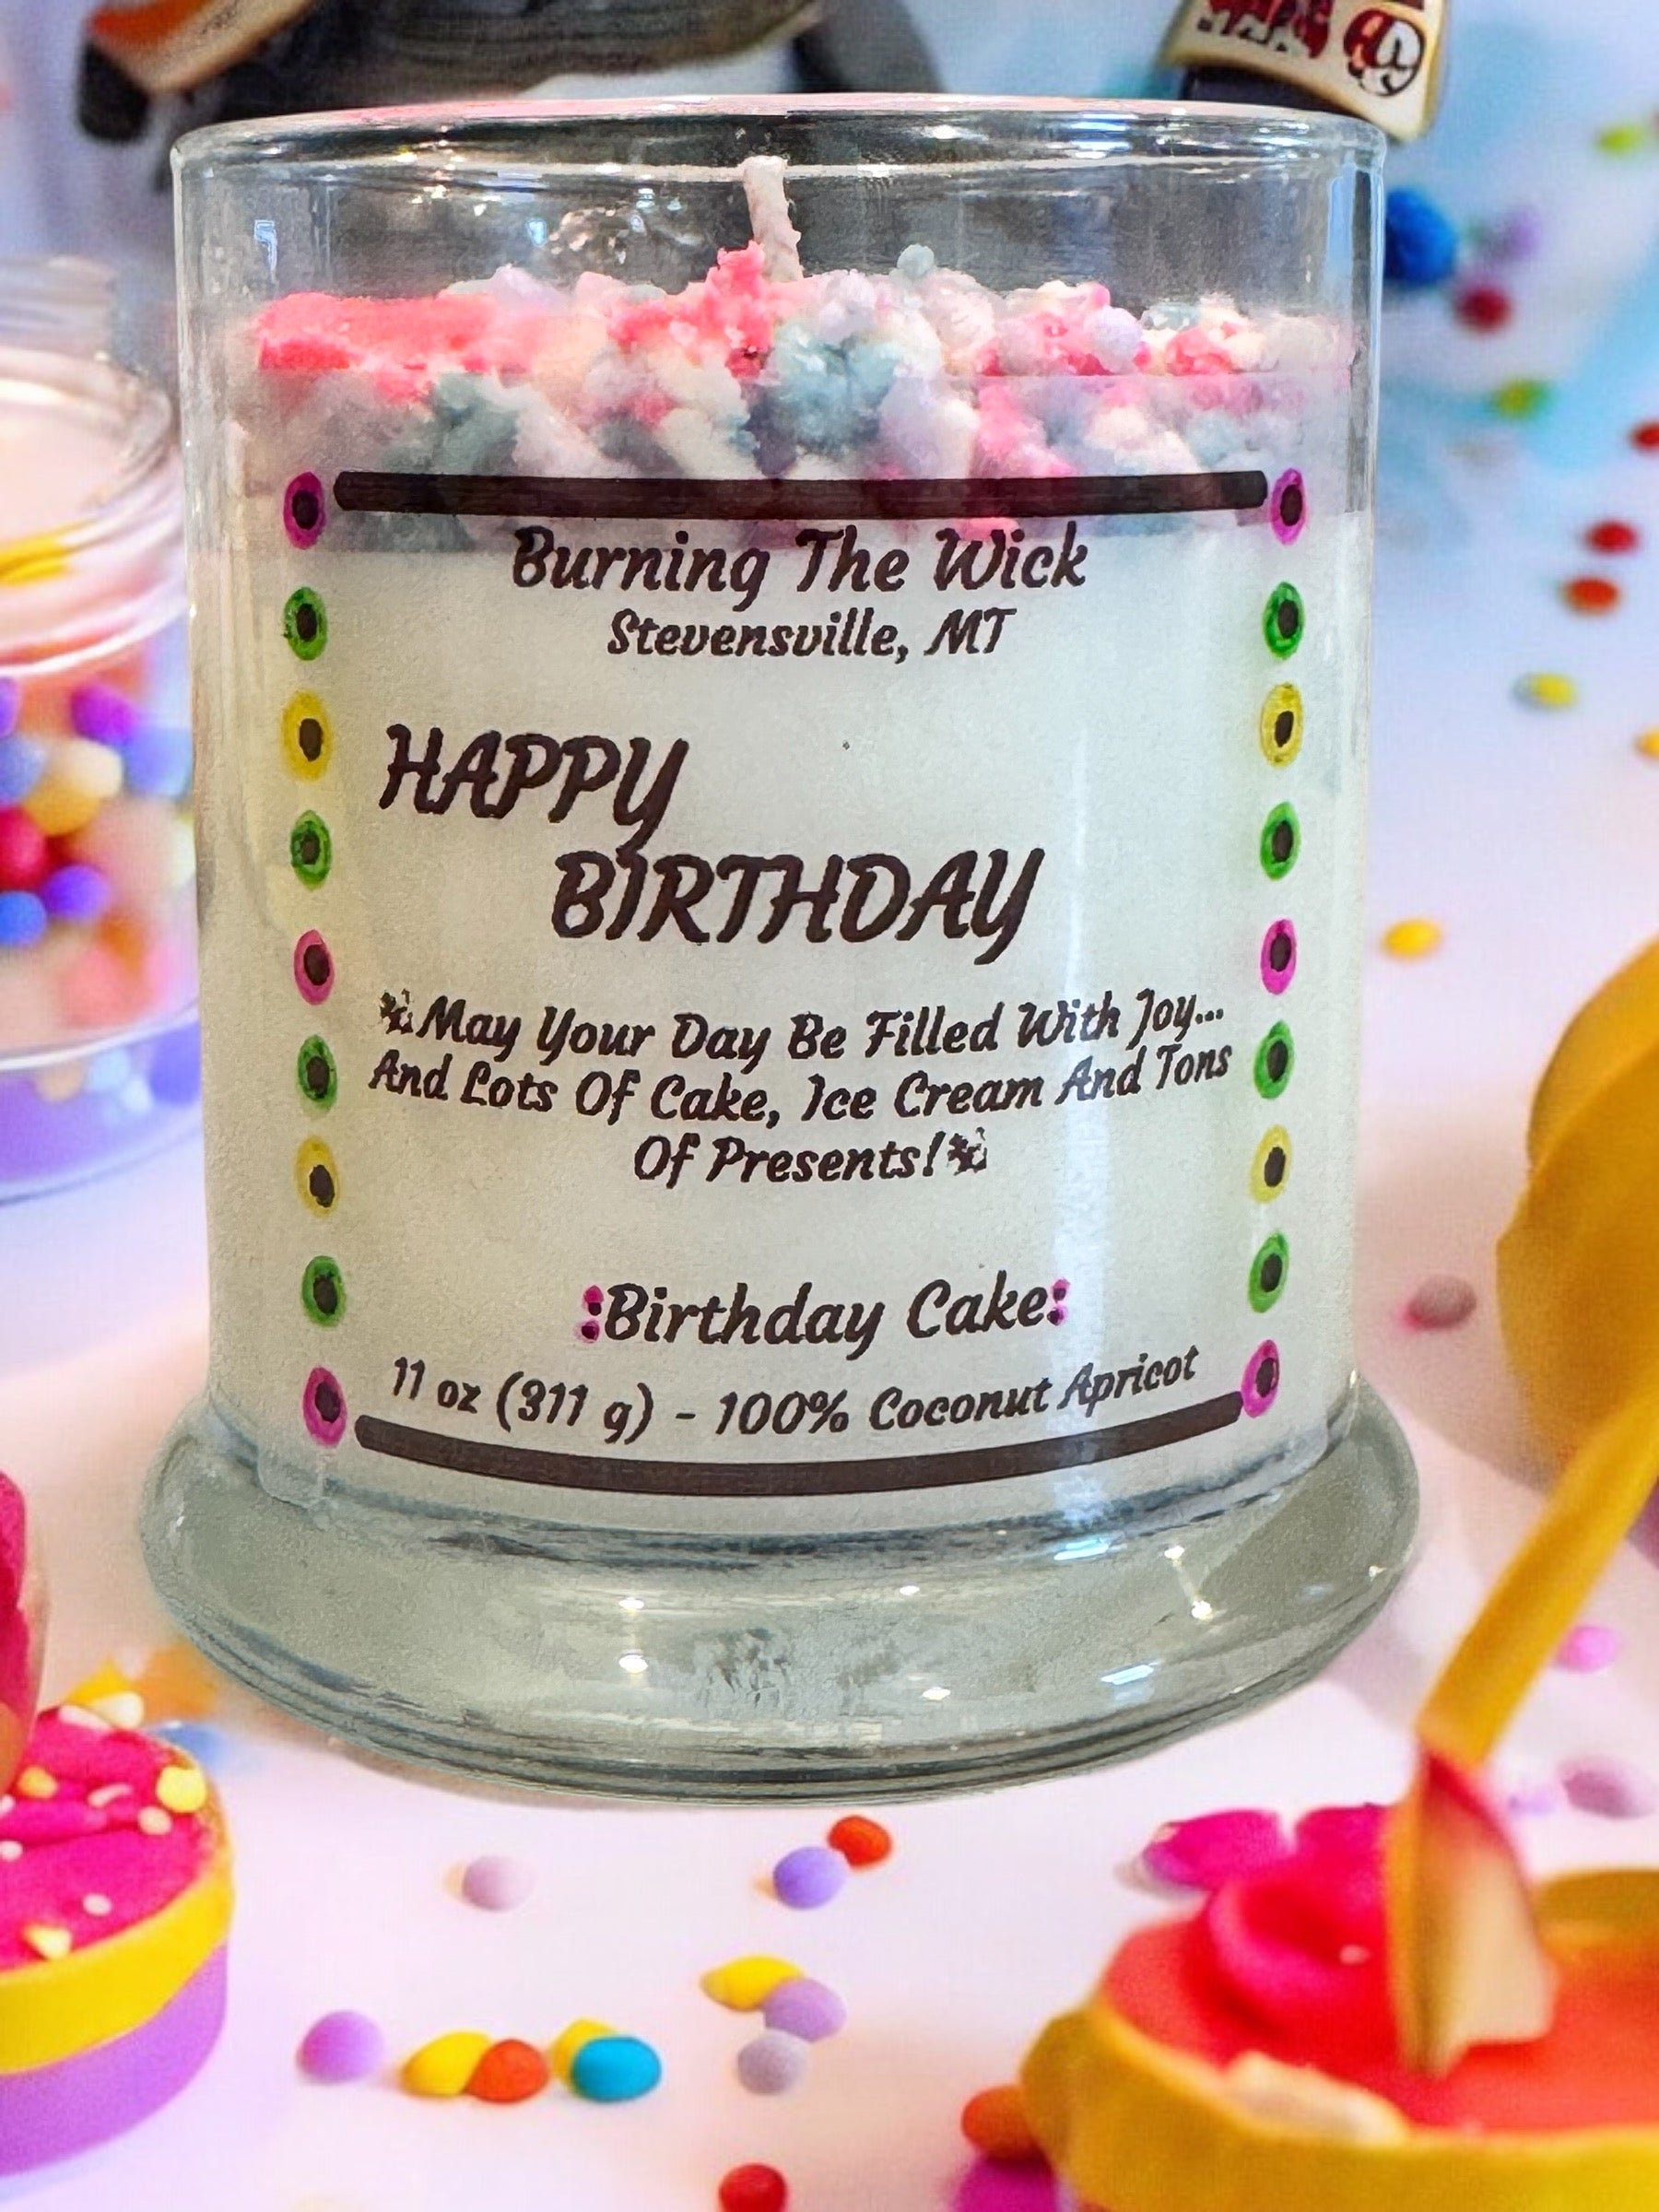 Burning The Wick
Stevensville, MT
HAPPY
BIRTHDAY
May Your Day Be Filled With Joy...
And Lots Of Cake, Ice Cream And Tons
Of Presents!
:Birthday Cake:
11 oz (311 g) - 100% Coconut Apricot